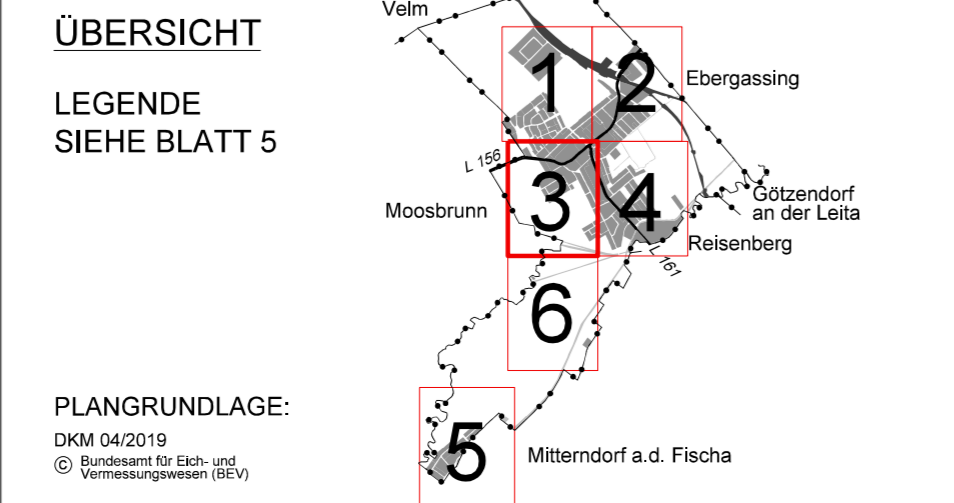 ÜBERSICHT
LEGENDE
SIEHE BLATT 5
Velm
1
2
Ebergassing
L 156
3
4
Moosbrunn
Götzendorf
an der Leita
Reisenberg
L 161
6
5
Mitterndorf a.d. Fischa
PLANGRUNDLAGE:
DKM 04/2019
© Bundesamt für Eich- und
Vermessungswesen (BEV)